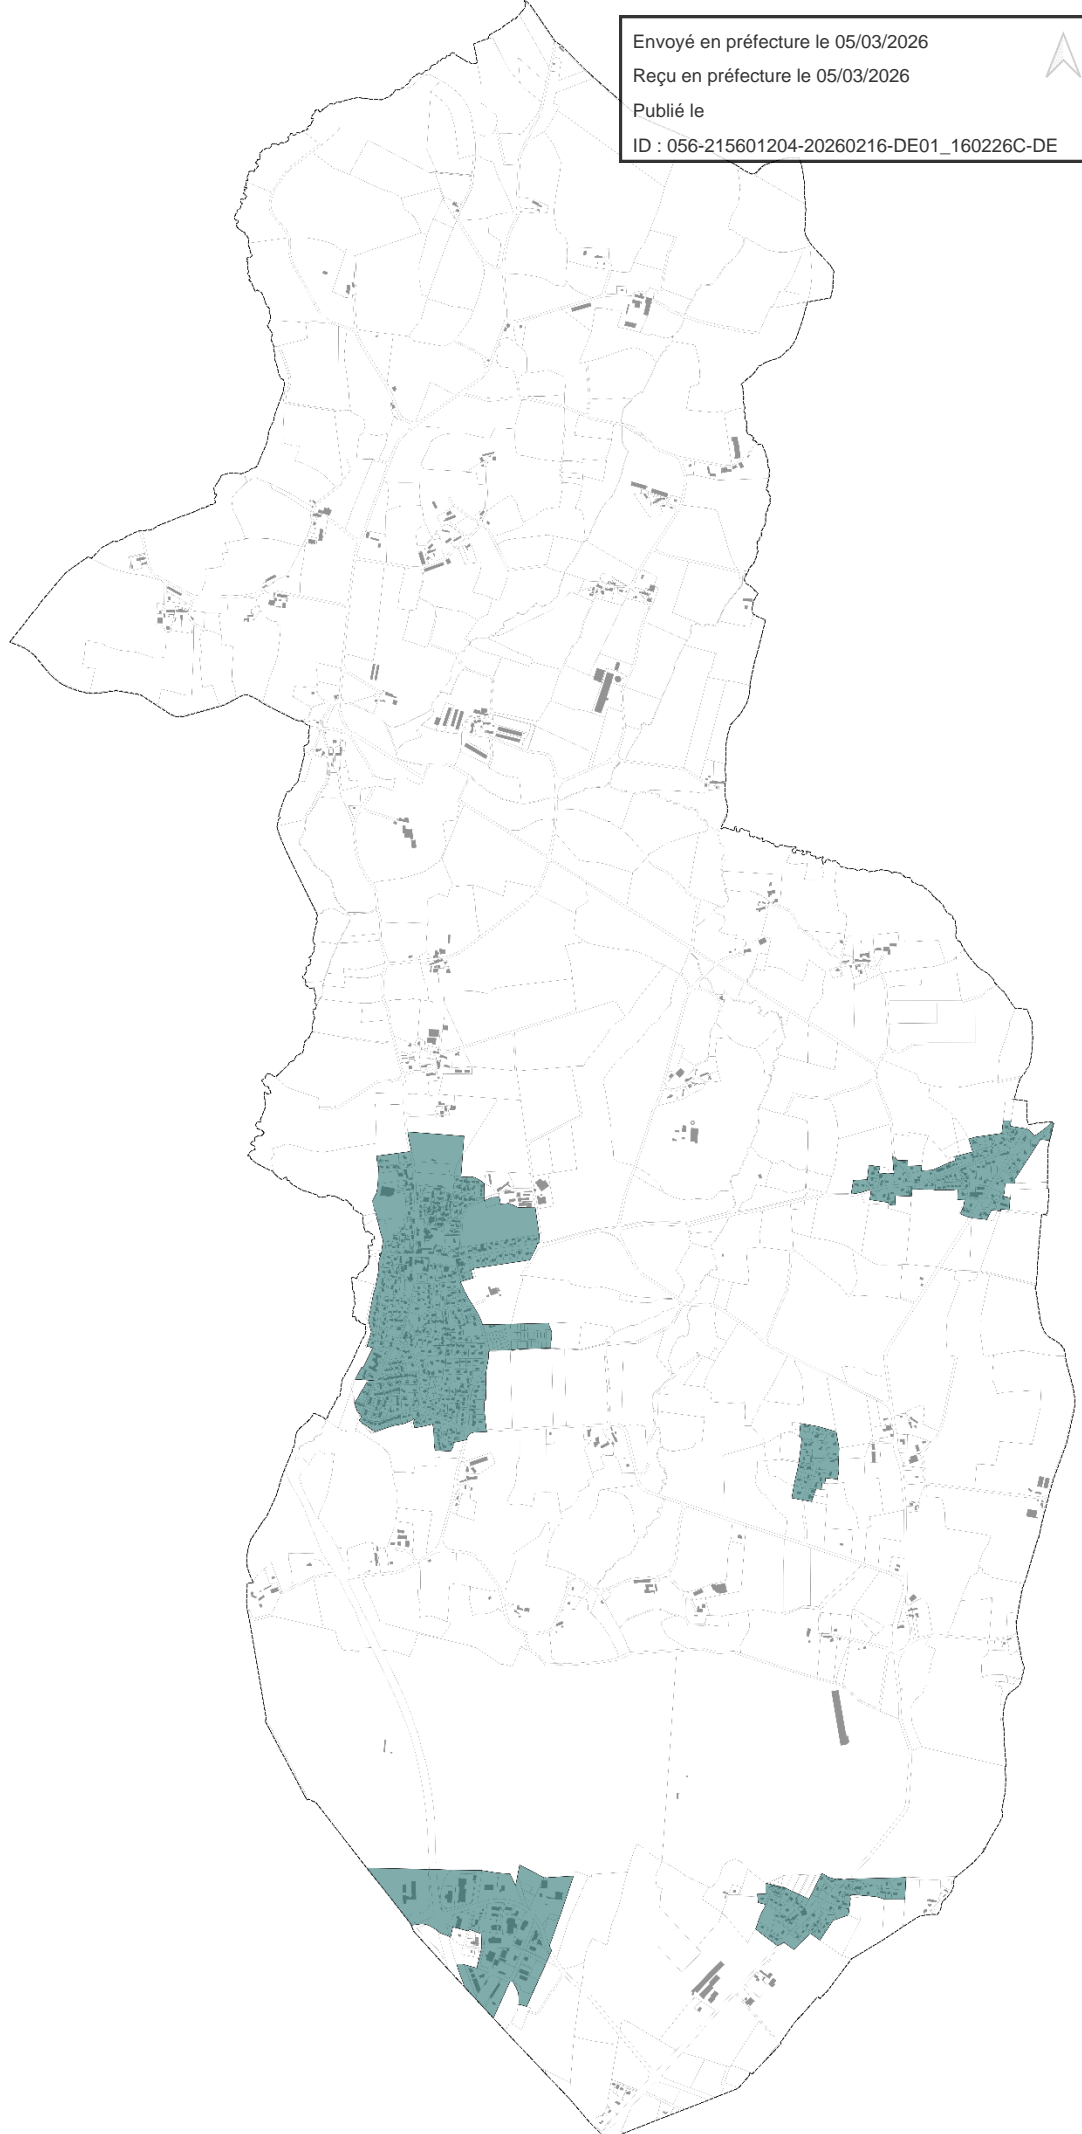 Envoyé en préfecture le 05/03/2026
Reçu en préfecture le 05/03/2026
Publié le
ID : 056-215601204-20260216-DE01_160226C-DE